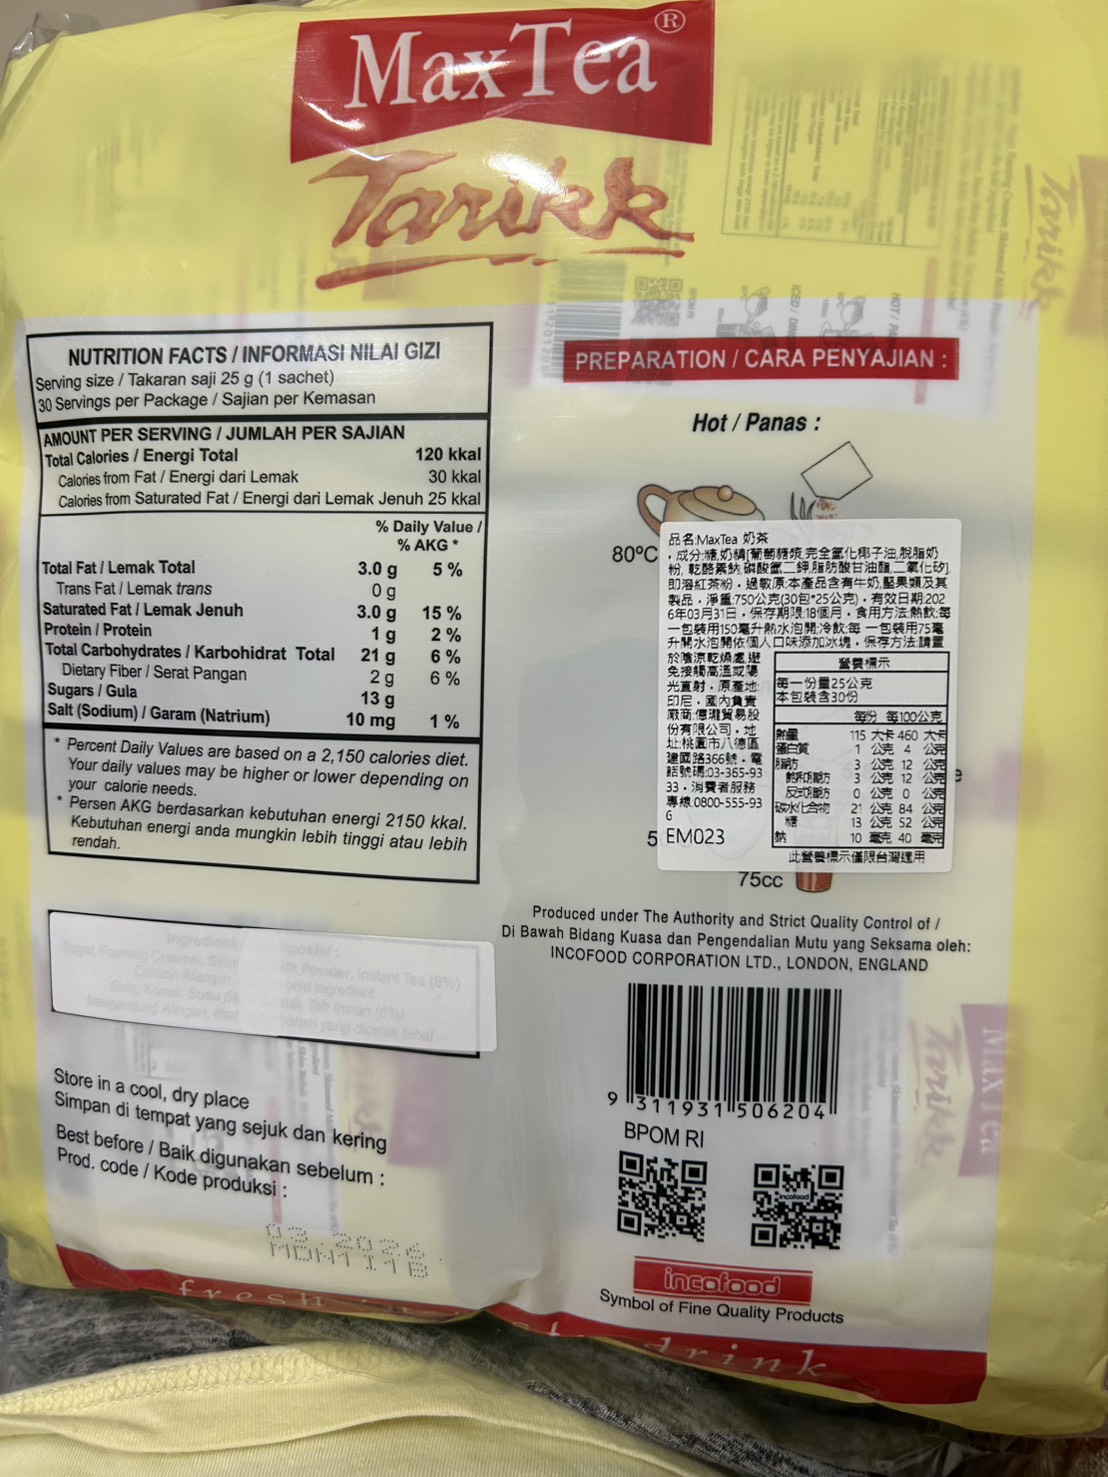 MaxTea®
Tarikk
NUTRITION FACTS / INFORMASI NILAI GIZI
Serving size / Takaran saji 25 g (1 sachet)
30 Servings per Package / Sajian per Kemasan
AMOUNT PER SERVING / JUMLAH PER SAJIAN
Total Calories / Energi Total 120 kkal
Calories from Fat / Energi dari Lemak 30 kkal
Calories from Saturated Fat / Energi dari Lemak Jenuh 25 kkal
% Daily Value /
% AKG *
Total Fat / Lemak Total 3.0 g 5 %
Trans Fat / Lemak trans 0 g
Saturated Fat / Lemak Jenuh 3.0 g 15 %
Protein / Protein 1 g 2 %
Total Carbohydrates / Karbohidrat Total 21 g 6 %
Dietary Fiber / Serat Pangan 2 g 6 %
Sugars / Gula 13 g
Salt (Sodium) / Garam (Natrium) 10 mg 1 %
* Percent Daily Values are based on a 2,150 calories diet.
Your daily values may be higher or lower depending on
your calorie needs.
* Persen AKG berdasarkan kebutuhan energi 2150 kkal.
Kebutuhan energi anda mungkin lebih tinggi atau lebih
rendah.
Store in a cool, dry place
Simpan di tempat yang sejuk dan kering
Best before / Baik digunakan sebelum :
Prod. code / Kode produksi :
03.2026
PREPARATION / CARA PENYAJIAN :
Hot / Panas :
80ºC
品名:MaxTea 奶茶
・成分:糖,奶精[葡萄糖漿,完全氫化椰子油,脫脂奶
粉,乾酪素鈉,磷酸氫二鉀,脂肪酸甘油酯,二氧化矽],
即溶紅茶粉・過敏原:本產品含有牛奶,堅果類及其
製品・淨重:750公克(30包*25公克)・有效日期:202
6年03月31日・保存期限:18個月・食用方法:熱飲:每
一包裝用150毫升熱水泡開;冷飲:每一包裝用75毫
升開水泡開依個人口味添加冰塊・保存方法:請置
於陰涼乾燥處,避
免接觸高溫或陽
光直射・原產地:
印尼・國內負責
廠商:億瓏貿易股
份有限公司・地
址:桃園市八德區
建國路366號・電
話號碼:03-365-93
33・消費者服務
專線:0800-555-93
6
EM023
營養標示
每一份量25公克
本包裝含30份
每份 每100公克
熱量 115 大卡 460 大卡
蛋白質 1 公克 4 公克
脂肪 3 公克 12 公克
飽和脂肪 3 公克 12 公克
反式脂肪 0 公克 0 公克
碳水化合物 21 公克 84 公克
糖 13 公克 52 公克
鈉 10 毫克 40 毫克
此營養標示僅限台灣適用
75cc
Produced under The Authority and Strict Quality Control of /
Di Bawah Bidang Kuasa dan Pengendalian Mutu yang Seksama oleh:
INCOFOOD CORPORATION LTD., LONDON, ENGLAND
9 311931 506204
BPOM RI
incofood
incofood
Symbol of Fine Quality Products
fresh
drink